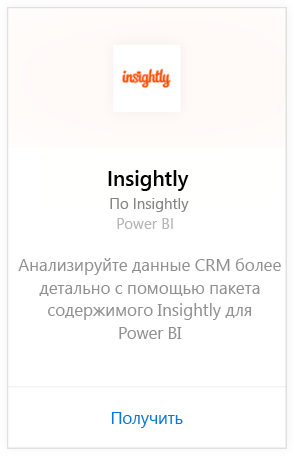 insightly
Insightly
По Insightly
Power BI
Анализируйте данные CRM более
детально с помощью пакета
содержимого Insightly для
Power BI
Получить